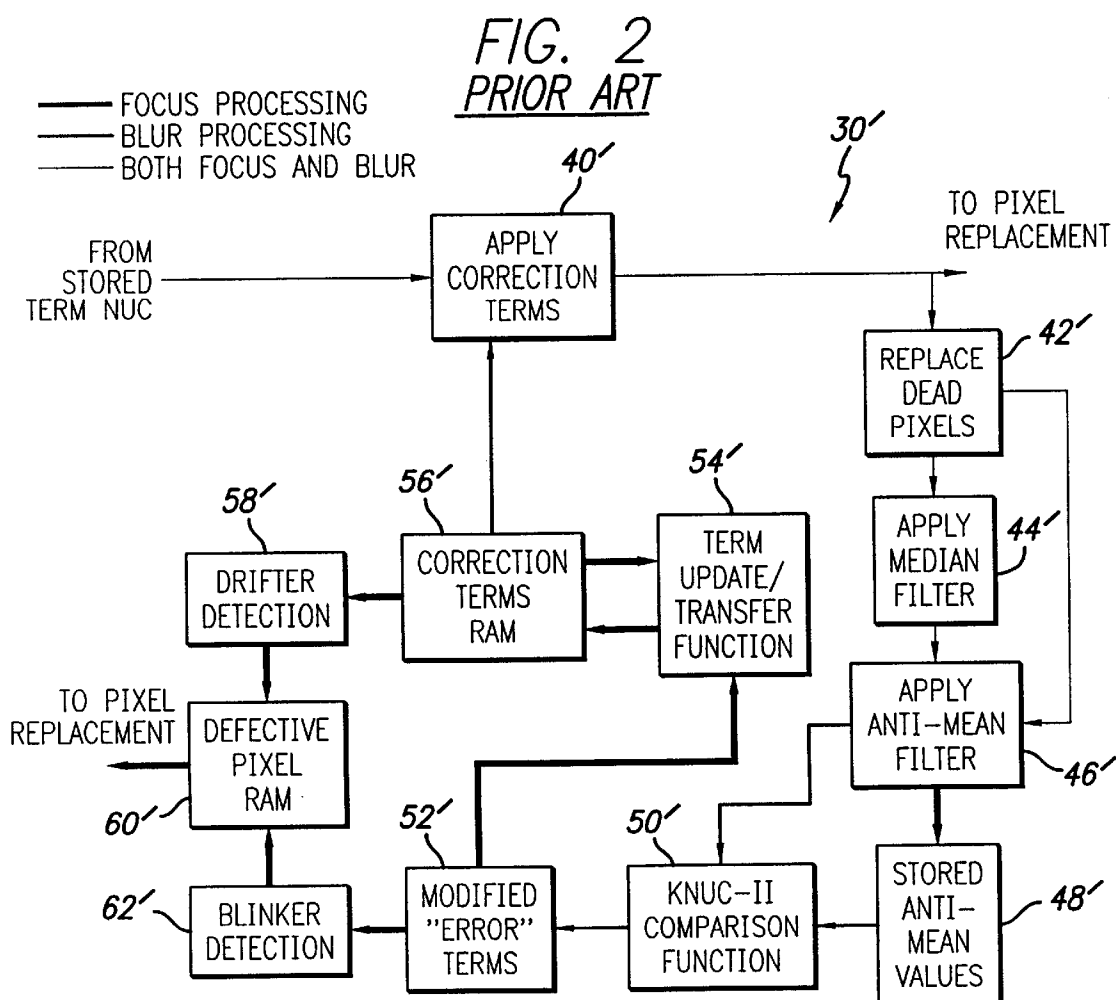 FIG. 2
PRIOR ART
FOCUS PROCESSING
BLUR PROCESSING
BOTH FOCUS AND BLUR
30′
40′
TO PIXEL
REPLACEMENT
FROM
STORED
TERM NUC
APPLY
CORRECTION
TERMS
42′
REPLACE
DEAD
PIXELS
54′
56′
58′
44′
APPLY
MEDIAN
FILTER
TERM
UPDATE/
TRANSFER
FUNCTION
CORRECTION
TERMS
RAM
DRIFTER
DETECTION
TO PIXEL
REPLACEMENT
DEFECTIVE
PIXEL
RAM
60′
APPLY
ANTI-MEAN
FILTER
46′
52′
50′
62′
BLINKER
DETECTION
MODIFIED
"ERROR"
TERMS
KNUC-II
COMPARISON
FUNCTION
STORED
ANTI-
MEAN
VALUES
48′